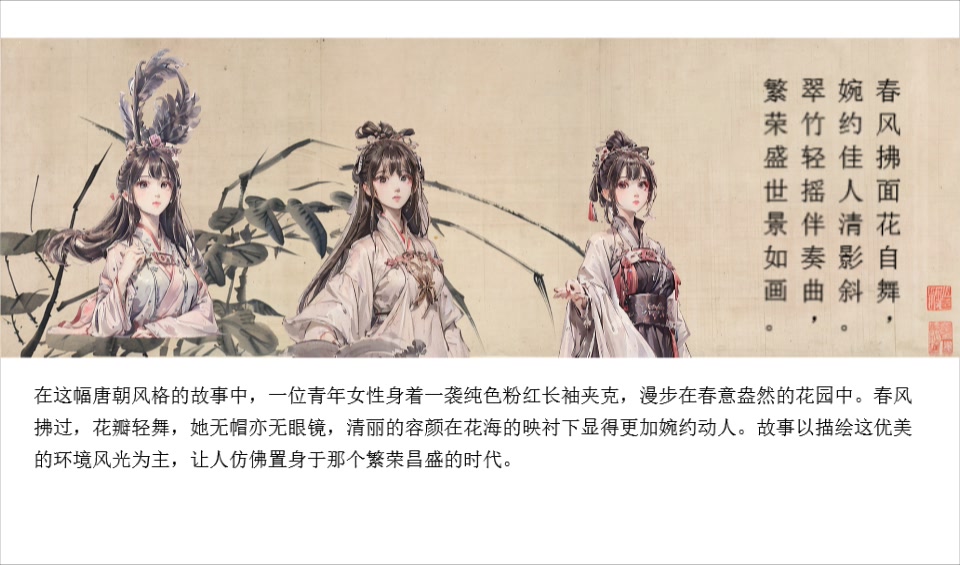 春风拂面花自舞，
婉约佳人清影斜。
翠竹轻摇伴奏曲，
繁荣盛世景如画。
在这幅唐朝风格的故事中，一位青年女性身着一袭纯色粉红长袖夹克，漫步在春意盎然的花园中。春风
拂过，花瓣轻舞，她无帽亦无眼镜，清丽的容颜在花海的映衬下显得更加婉约动人。故事以描绘这优美
的环境风光为主，让人仿佛置身于那个繁荣昌盛的时代。